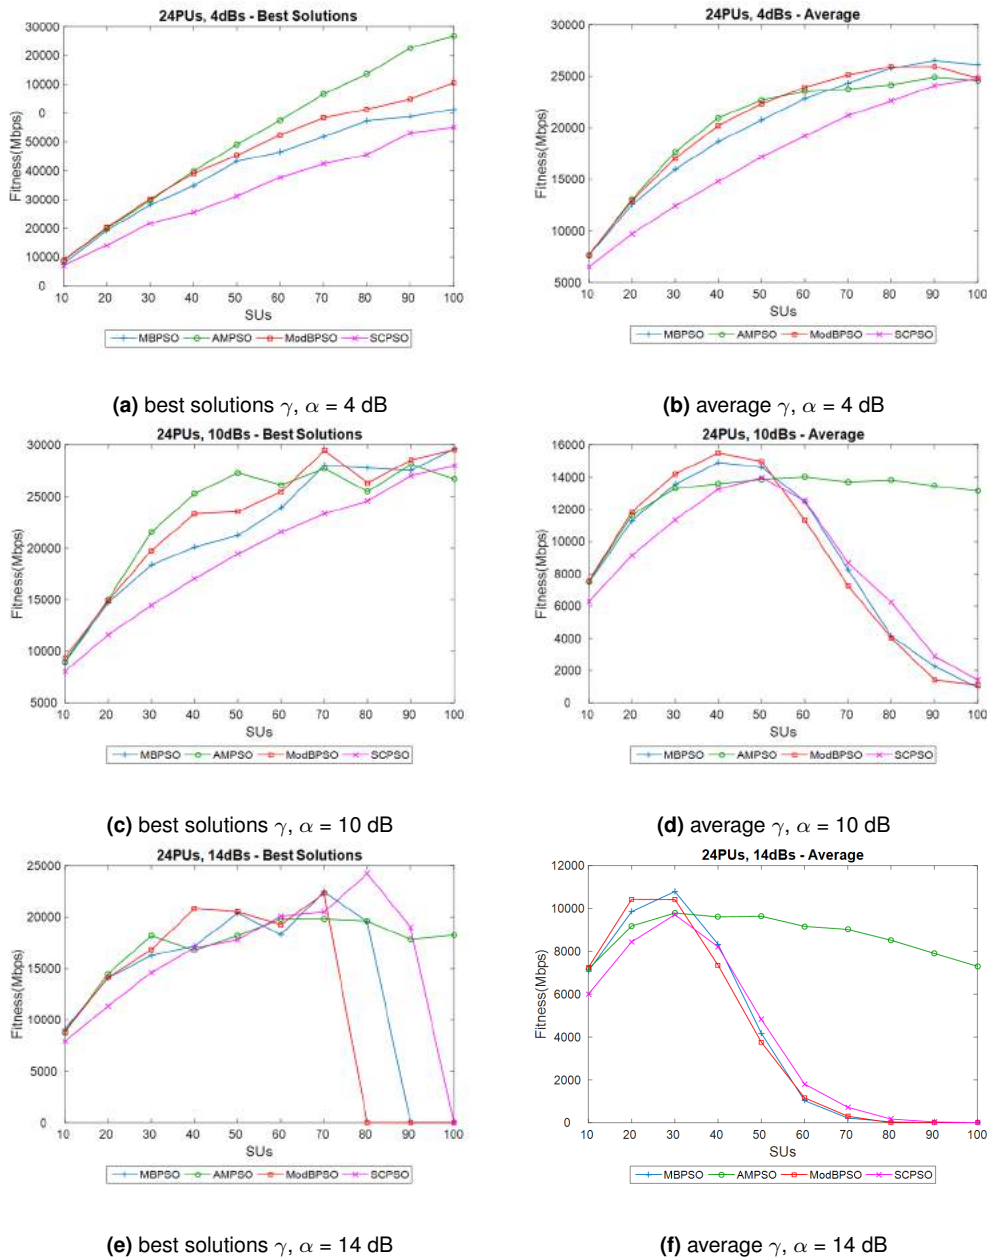 24PUs, 4dBs - Best Solutions
30000
20000
10000
0
50000
40000
30000
20000
10000
0
Fitness(Mbps)
10 20 30 40 50 60 70 80 90 100
SUs
MBPSO AMPSO ModBPSO SCPSO
(a) best solutions γ, α = 4 dB
24PUs, 4dBs - Average
30000
25000
20000
15000
10000
5000
Fitness(Mbps)
10 20 30 40 50 60 70 80 90 100
SUs
MBPSO AMPSO ModBPSO SCPSO
(b) average γ, α = 4 dB
24PUs, 10dBs - Best Solutions
30000
25000
20000
15000
10000
5000
Fitness(Mbps)
10 20 30 40 50 60 70 80 90 100
SUs
MBPSO AMPSO ModBPSO SCPSO
(c) best solutions γ, α = 10 dB
24PUs, 10dBs - Average
16000
14000
12000
10000
8000
6000
4000
2000
0
Fitness(Mbps)
10 20 30 40 50 60 70 80 90 100
SUs
MBPSO AMPSO ModBPSO SCPSO
(d) average γ, α = 10 dB
24PUs, 14dBs - Best Solutions
25000
20000
15000
10000
5000
0
Fitness(Mbps)
10 20 30 40 50 60 70 80 90 100
SUs
MBPSO AMPSO ModBPSO SCPSO
(e) best solutions γ, α = 14 dB
24PUs, 14dBs - Average
12000
10000
8000
6000
4000
2000
0
Fitness(Mbps)
10 20 30 40 50 60 70 80 90 100
SUs
MBPSO AMPSO ModBPSO SCPSO
(f) average γ, α = 14 dB